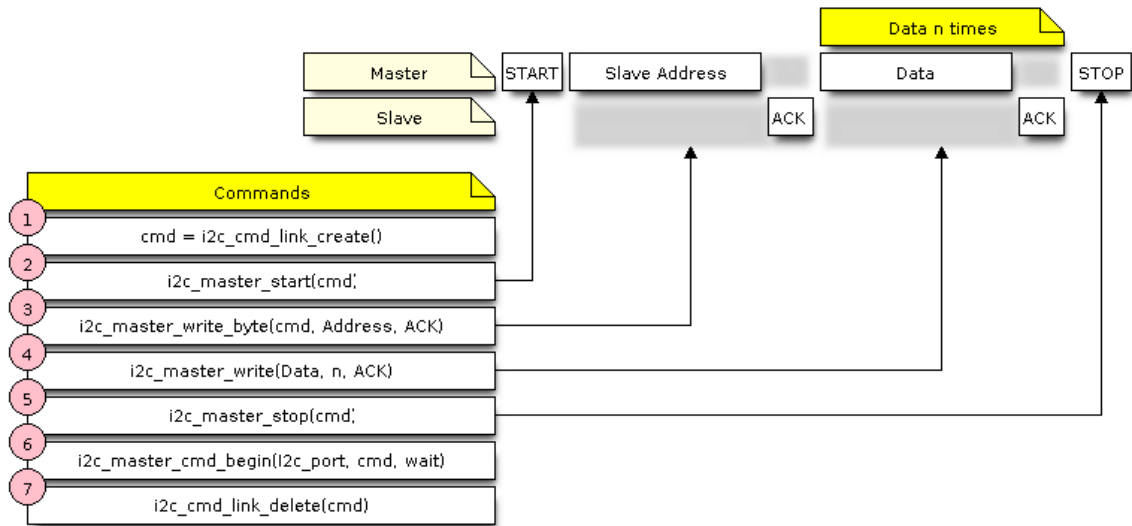 Data n times
Master START Slave Address Data STOP
Slave ACK ACK
Commands
1
cmd = i2c_cmd_link_create()
2
i2c_master_start(cmd;
3
i2c_master_write_byte(cmd, Address, ACK)
4
i2c_master_write(Data, n, ACK)
5
i2c_master_stop(cmd;
6
i2c_master_cmd_begin(I2c_port, cmd, wait)
7
i2c_cmd_link_delete(cmd)